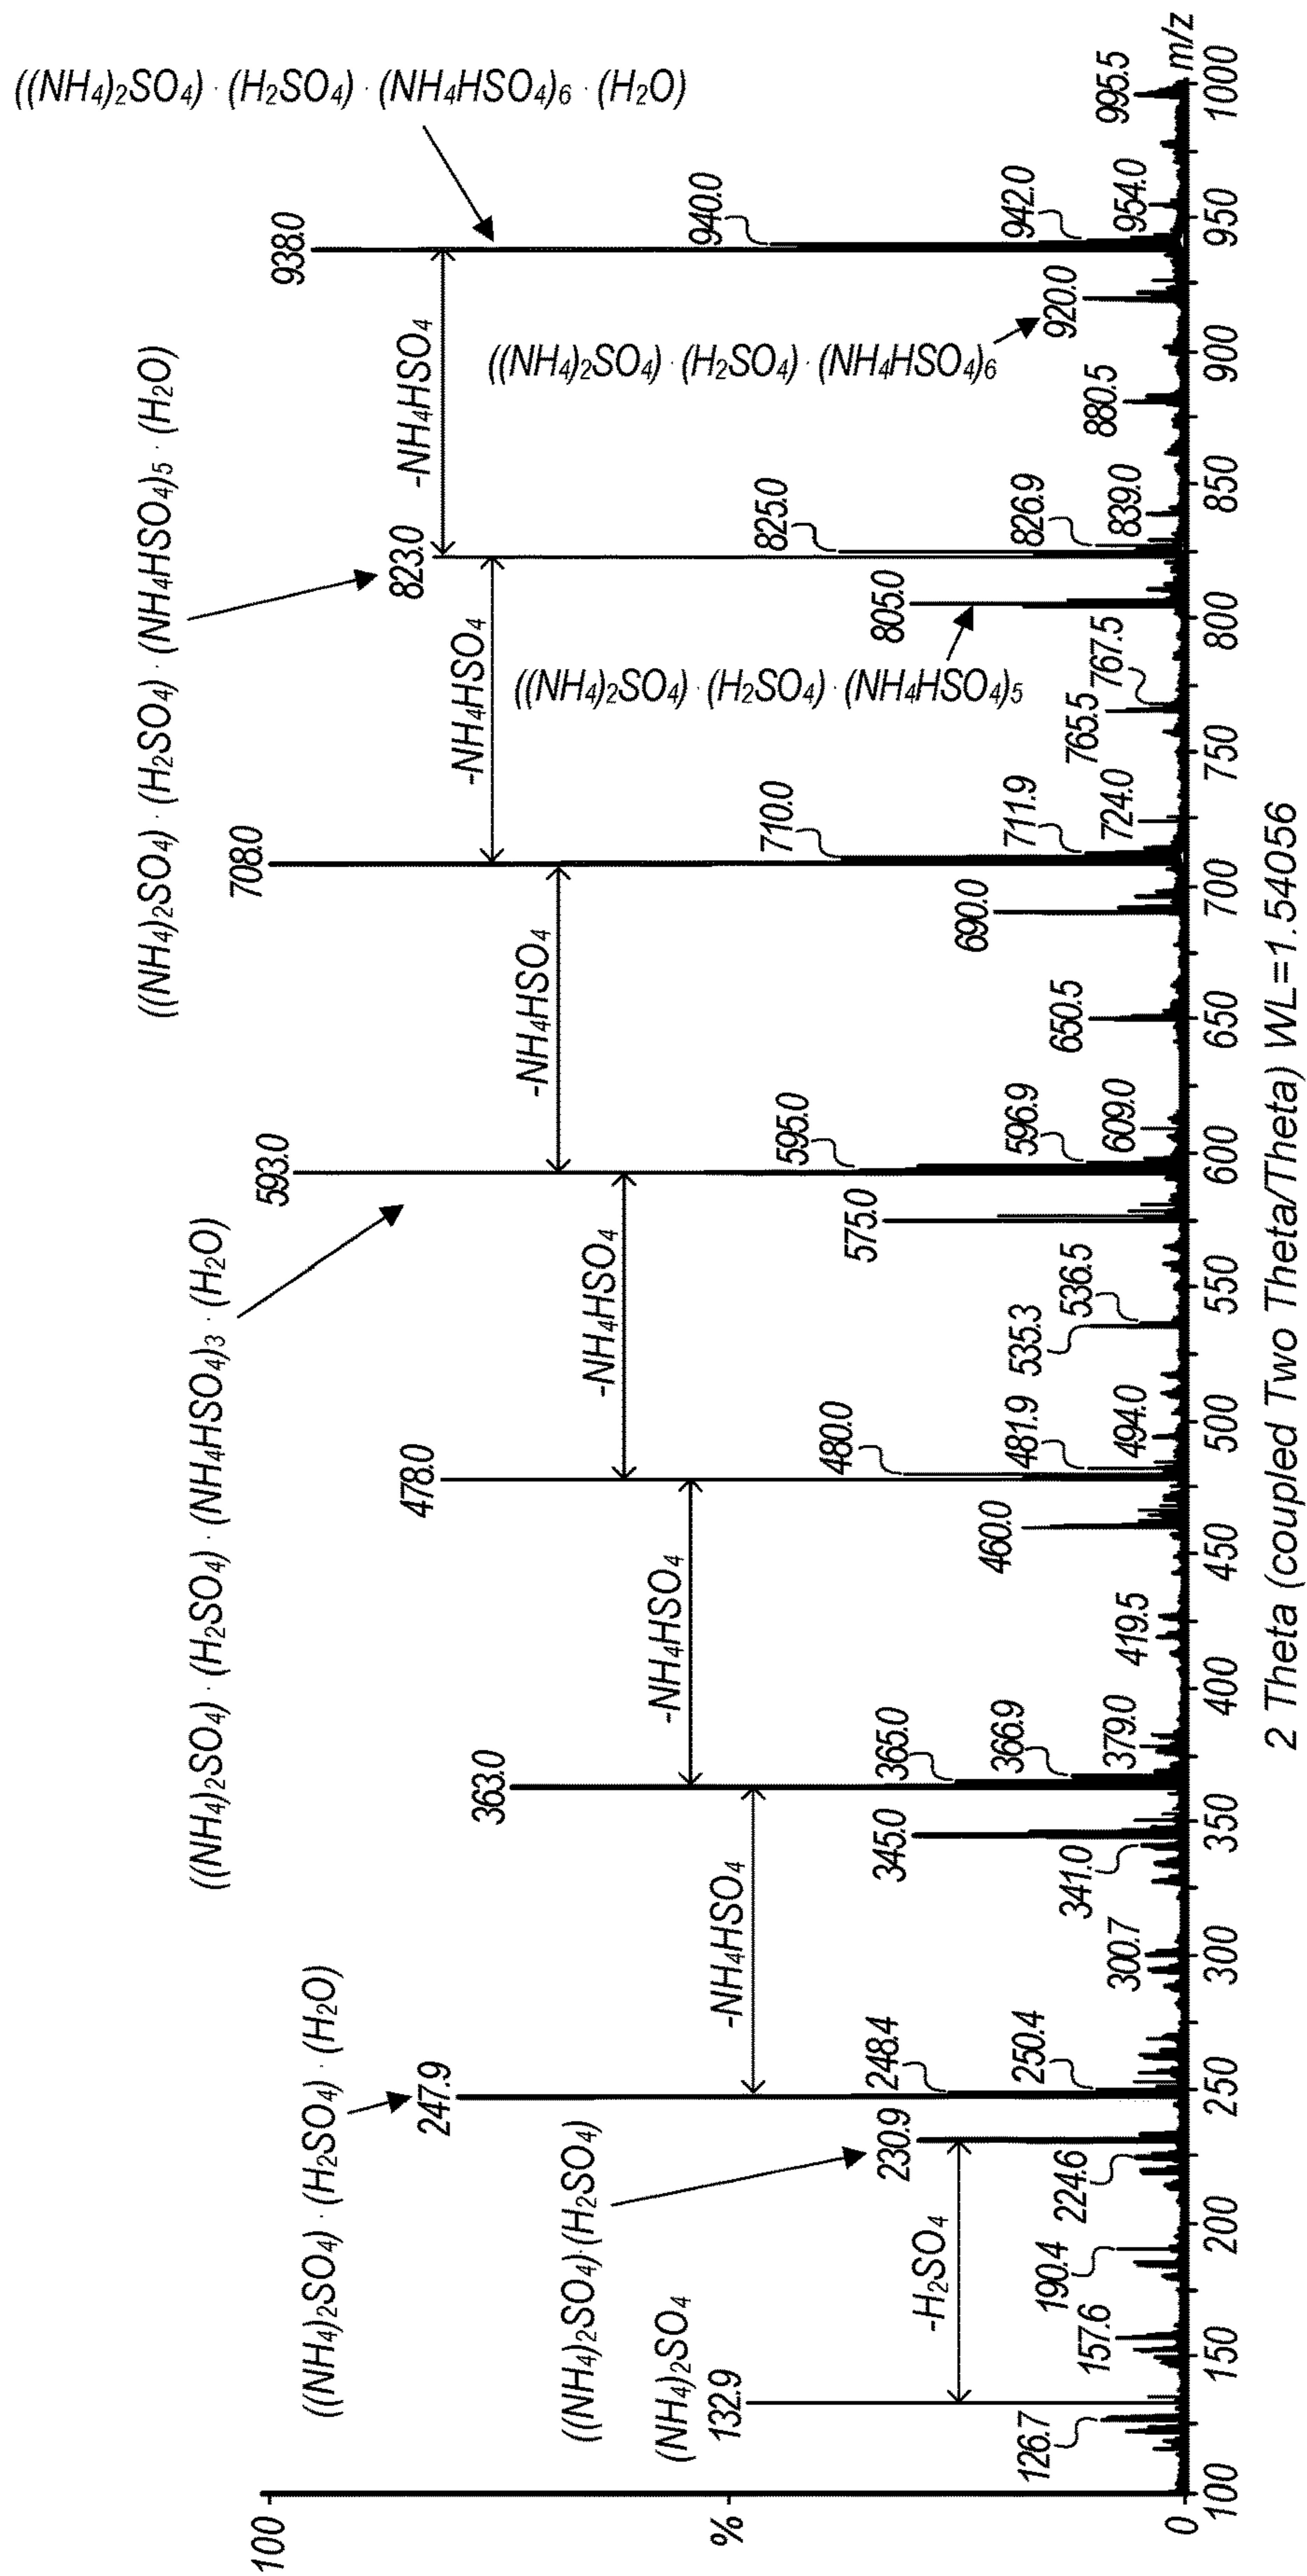 ((NH₄)₂SO₄) · (H₂SO₄) · (NH₄HSO₄)₆ · (H₂O)
((NH₄)₂SO₄) · (H₂SO₄) · (NH₄HSO₄)₅ · (H₂O)
((NH₄)₂SO₄) · (H₂SO₄) · (NH₄HSO₄)₃ · (H₂O)
((NH₄)₂SO₄) · (H₂SO₄) · (H₂O)
((NH₄)₂SO₄)·(H₂SO₄)
(NH₄)₂SO₄
132.9
-H₂SO₄
230.9
247.9
-NH₄HSO₄
363.0
-NH₄HSO₄
478.0
-NH₄HSO₄
593.0
-NH₄HSO₄
708.0
-NH₄HSO₄
823.0
-NH₄HSO₄
938.0
((NH₄)₂SO₄) · (H₂SO₄) · (NH₄HSO₄)₅
((NH₄)₂SO₄) · (H₂SO₄) · (NH₄HSO₄)₆
126.7
157.6
190.4
224.6
248.4
250.4
300.7
341.0
345.0
365.0
366.9
379.0
419.5
460.0
480.0
481.9
494.0
535.3
536.5
575.0
595.0
596.9
609.0
650.5
690.0
710.0
711.9
724.0
765.5
767.5
805.0
825.0
826.9
839.0
880.5
920.0
940.0
942.0
954.0
995.5
100
%
0
100 150 200 250 300 350 400 450 500 550 600 650 700 750 800 850 900 950 1000
m/z
2 Theta (coupled Two Theta/Theta) WL=1.54056